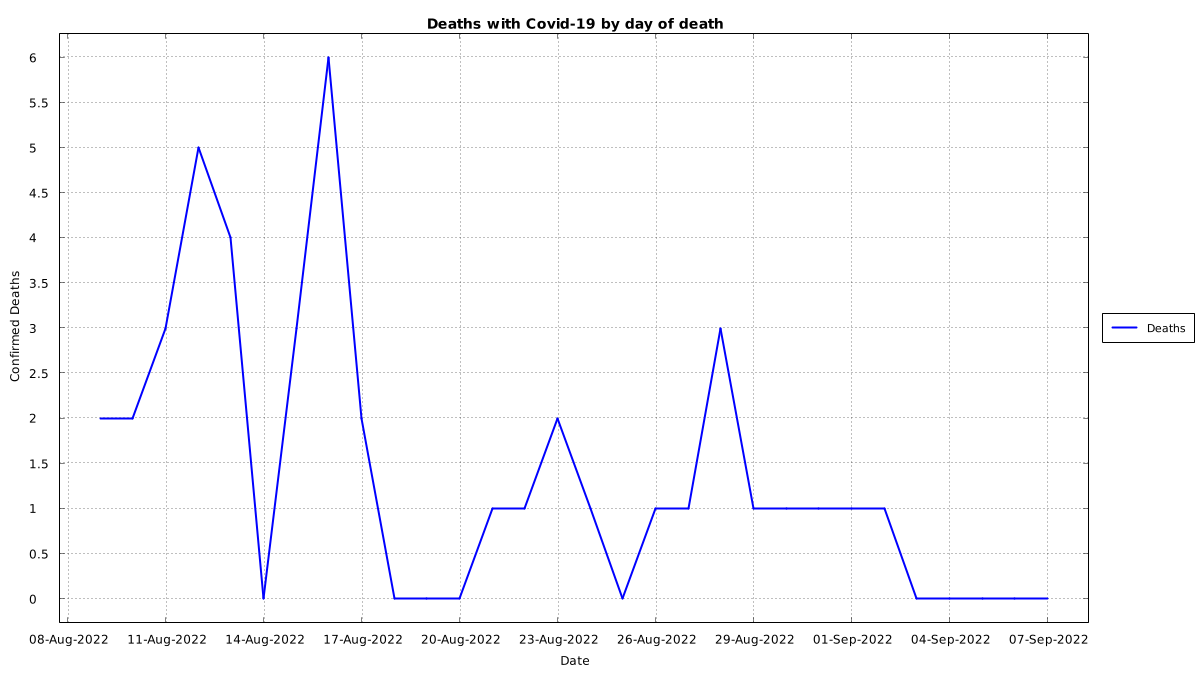 Deaths with Covid-19 by day of death
6
5.5
5
4.5
4
3.5
3
2.5
2
1.5
1
0.5
0
Confirmed Deaths
Deaths
08-Aug-2022 11-Aug-2022 14-Aug-2022 17-Aug-2022 20-Aug-2022 23-Aug-2022 26-Aug-2022 29-Aug-2022 01-Sep-2022 04-Sep-2022 07-Sep-2022
Date